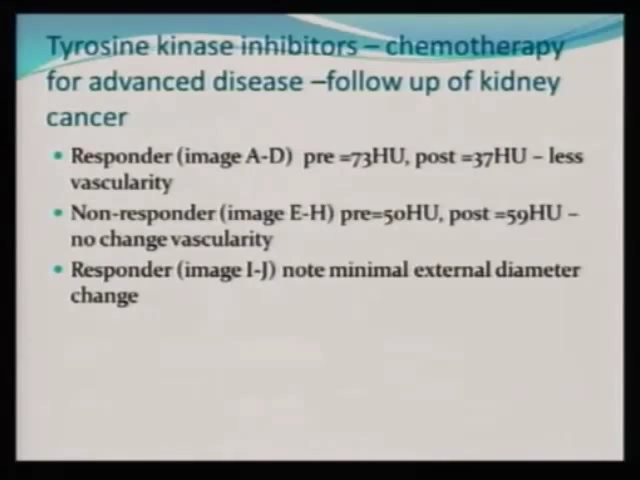 Tyrosine kinase inhibitors – chemotherapy
for advanced disease –follow up of kidney
cancer
• Responder (image A-D) pre =73HU, post =37HU – less
vascularity
• Non-responder (image E-H) pre=50HU, post =59HU –
no change vascularity
• Responder (image I-J) note minimal external diameter
change